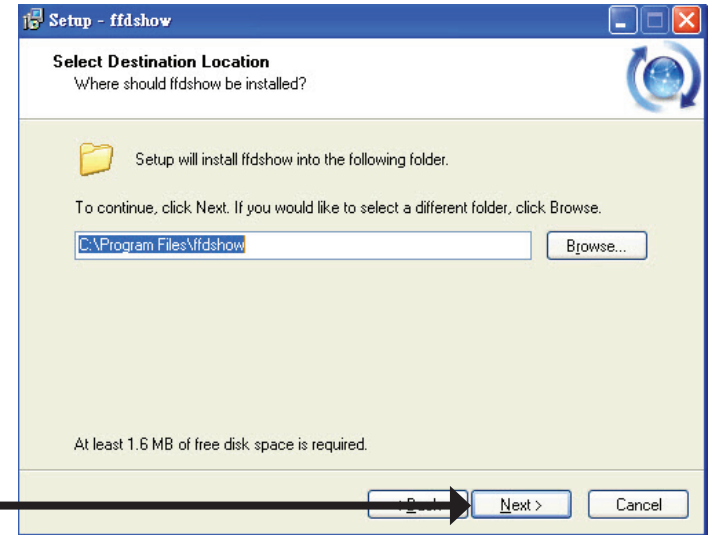 Setup - ffdshow
Select Destination Location
Where should ffdshow be installed?
Setup will install ffdshow into the following folder.
To continue, click Next. If you would like to select a different folder, click Browse.
C:\Program Files\ffdshow Browse...
At least 1.6 MB of free disk space is required.
Next > Cancel